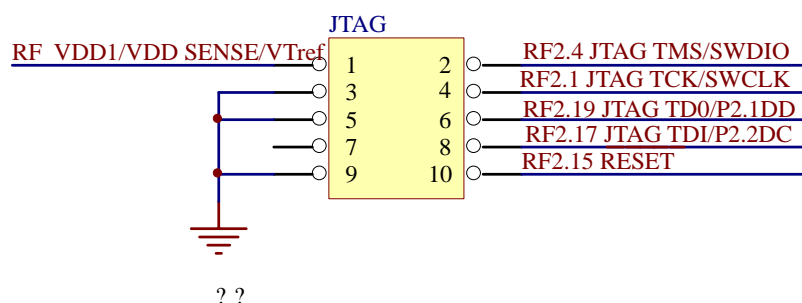 JTAG
RF VDD1/VDD SENSE/VTref
1 2
RF2.4 JTAG TMS/SWDIO
3 4
RF2.1 JTAG TCK/SWCLK
5 6
RF2.19 JTAG TD0/P2.1DD
7 8
RF2.17 JTAG TDI/P2.2DC
9 10
RF2.15 RESET
? ?